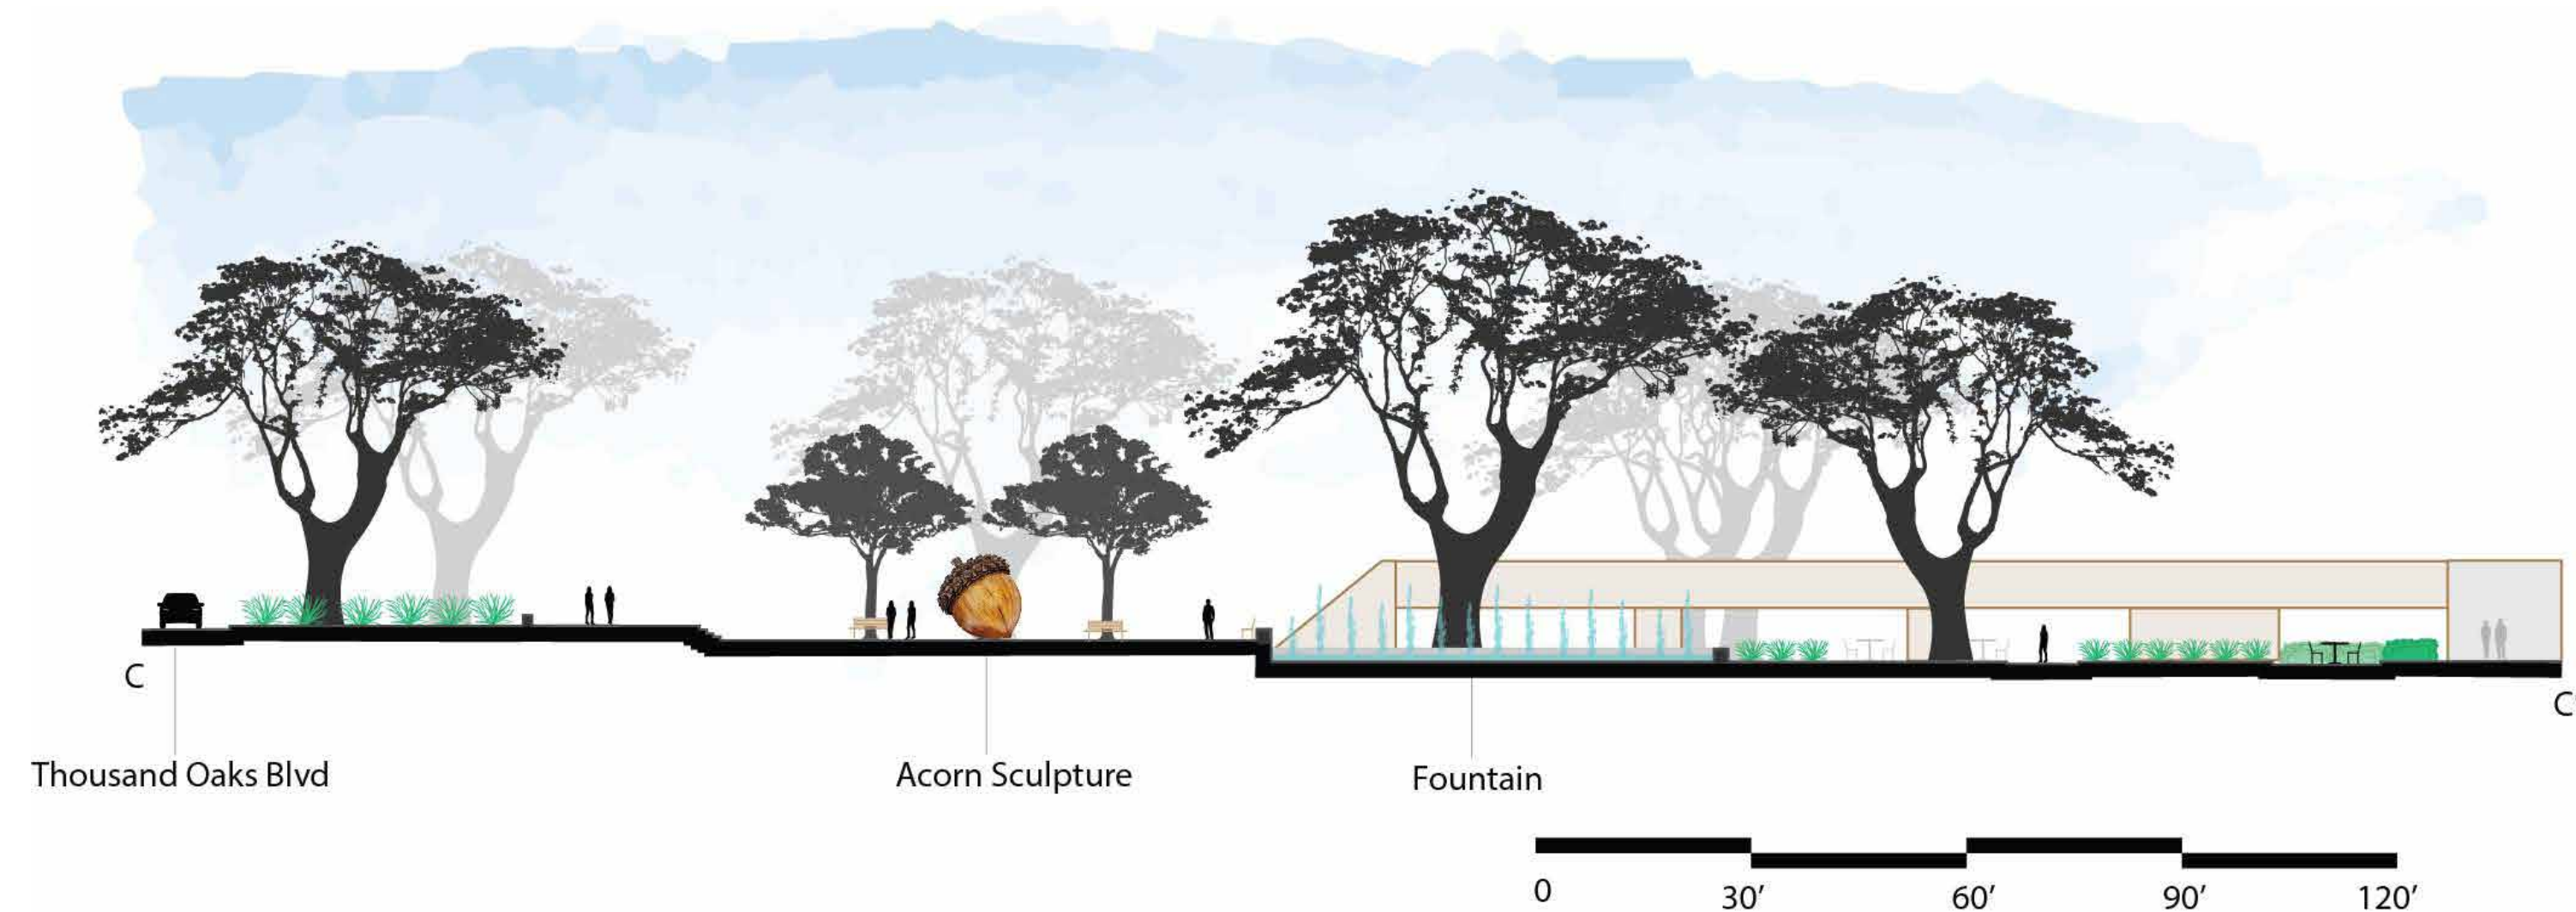 C
C
Thousand Oaks Blvd
Acorn Sculpture
Fountain
0 30′ 60′ 90′ 120′